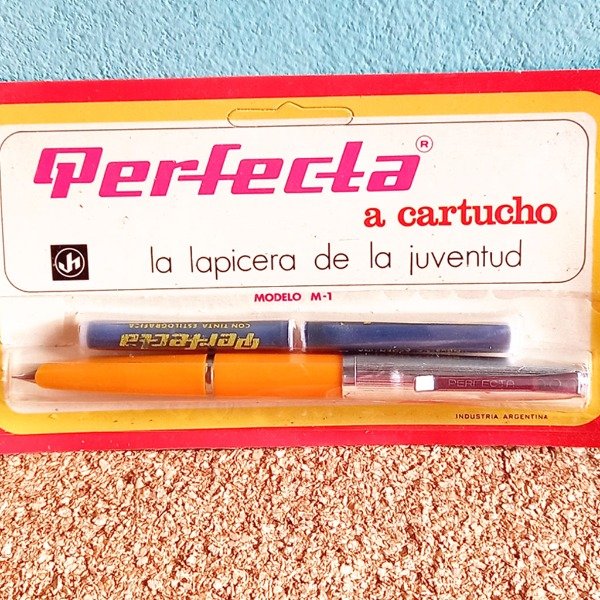 Perfecta ®
a cartucho
la lapicera de la juventud
MODELO M-1
CON TINTA ESTILOGRAFICA
Perfecta
PERFECTA
INDUSTRIA ARGENTINA